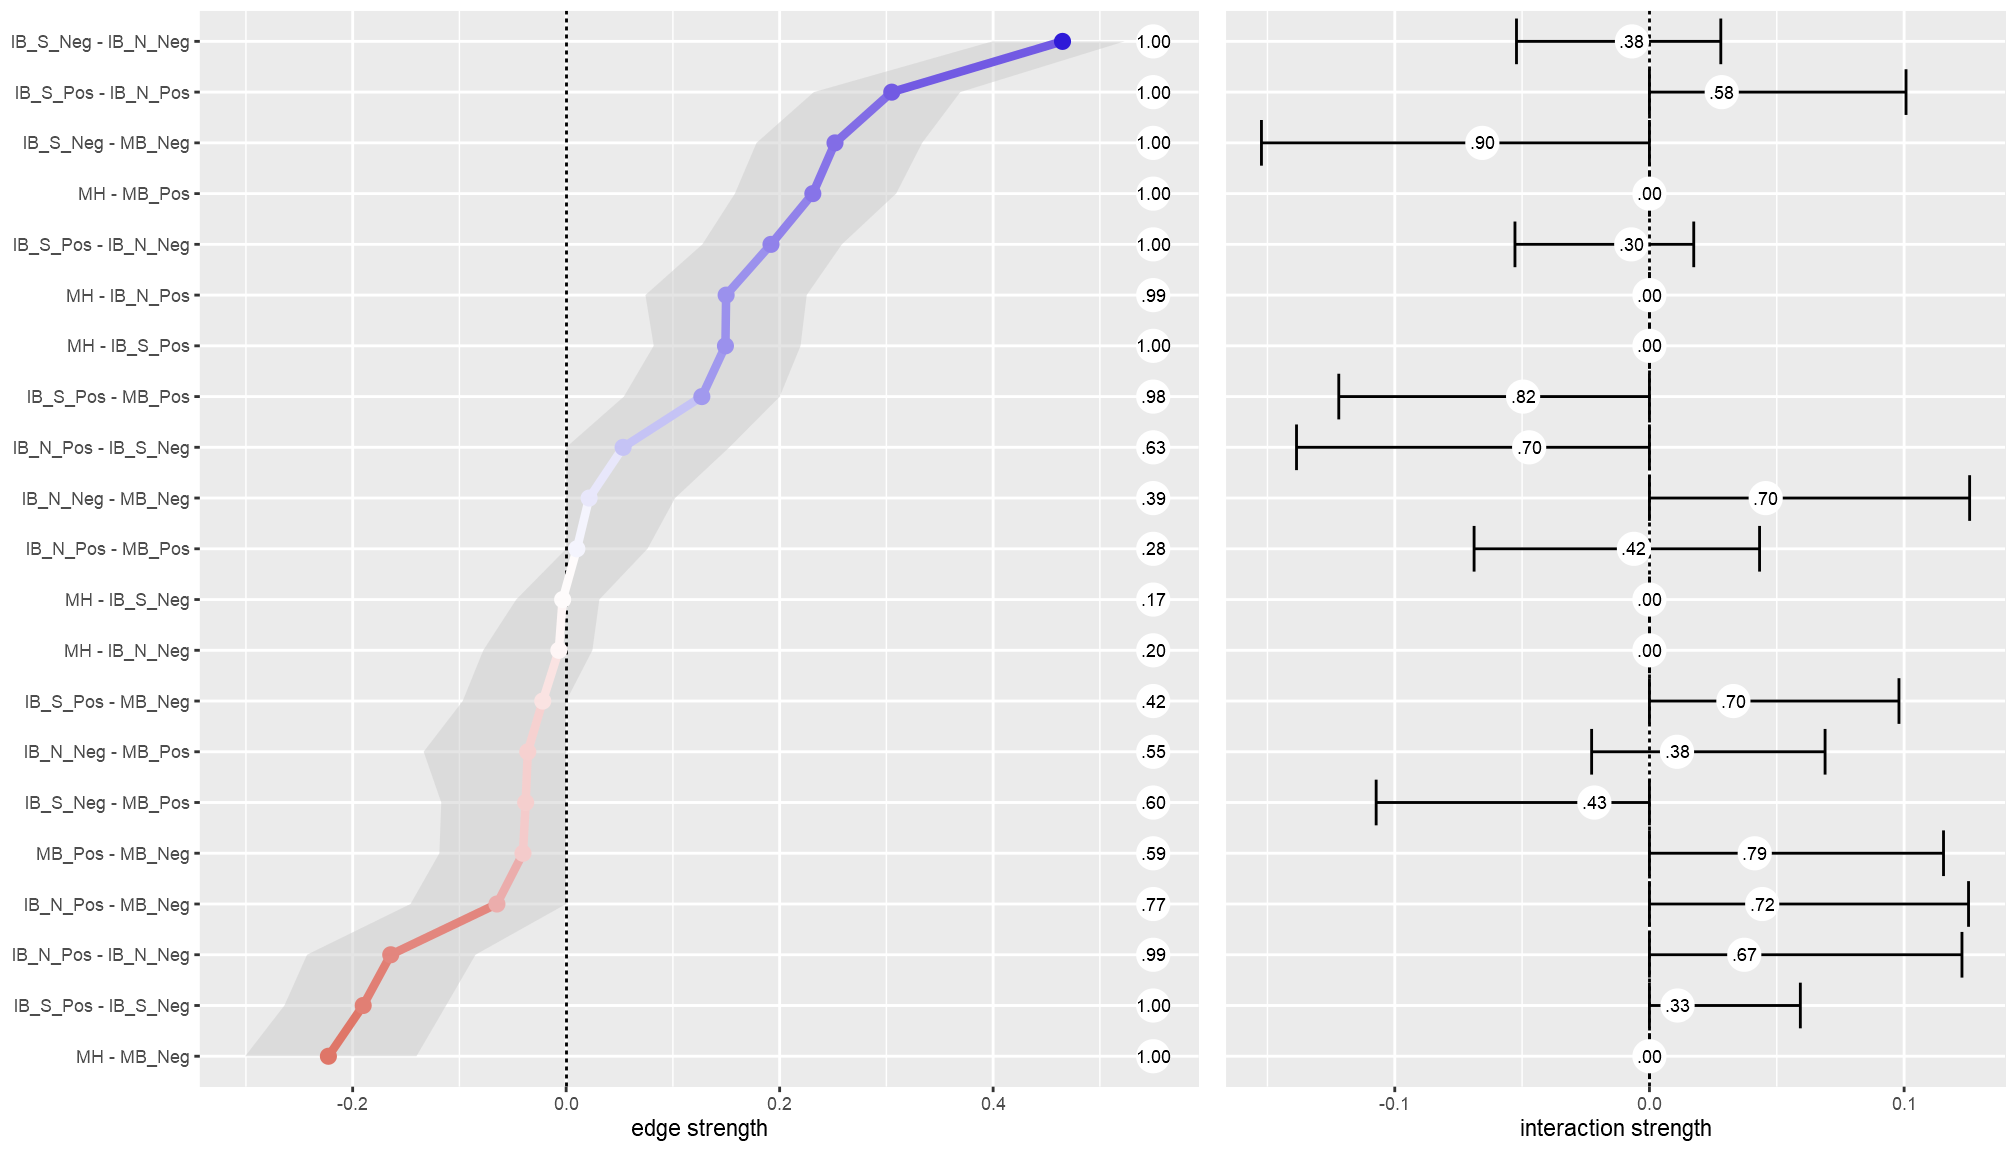 IB_S_Neg - IB_N_Neg 1.00 .38
IB_S_Pos - IB_N_Pos 1.00 .58
IB_S_Neg - MB_Neg 1.00 .90
MH - MB_Pos 1.00 .00
IB_S_Pos - IB_N_Neg 1.00 .30
MH - IB_N_Pos .99 .00
MH - IB_S_Pos 1.00 .00
IB_S_Pos - MB_Pos .98 .82
IB_N_Pos - IB_S_Neg .63 .70
IB_N_Neg - MB_Neg .39 .70
IB_N_Pos - MB_Pos .28 .42
MH - IB_S_Neg .17 .00
MH - IB_N_Neg .20 .00
IB_S_Pos - MB_Neg .42 .70
IB_N_Neg - MB_Pos .55 .38
IB_S_Neg - MB_Pos .60 .43
MB_Pos - MB_Neg .59 .79
IB_N_Pos - MB_Neg .77 .72
IB_N_Pos - IB_N_Neg .99 .67
IB_S_Pos - IB_S_Neg 1.00 .33
MH - MB_Neg 1.00 .00
-0.2 0.0 0.2 0.4 -0.1 0.0 0.1
edge strength interaction strength